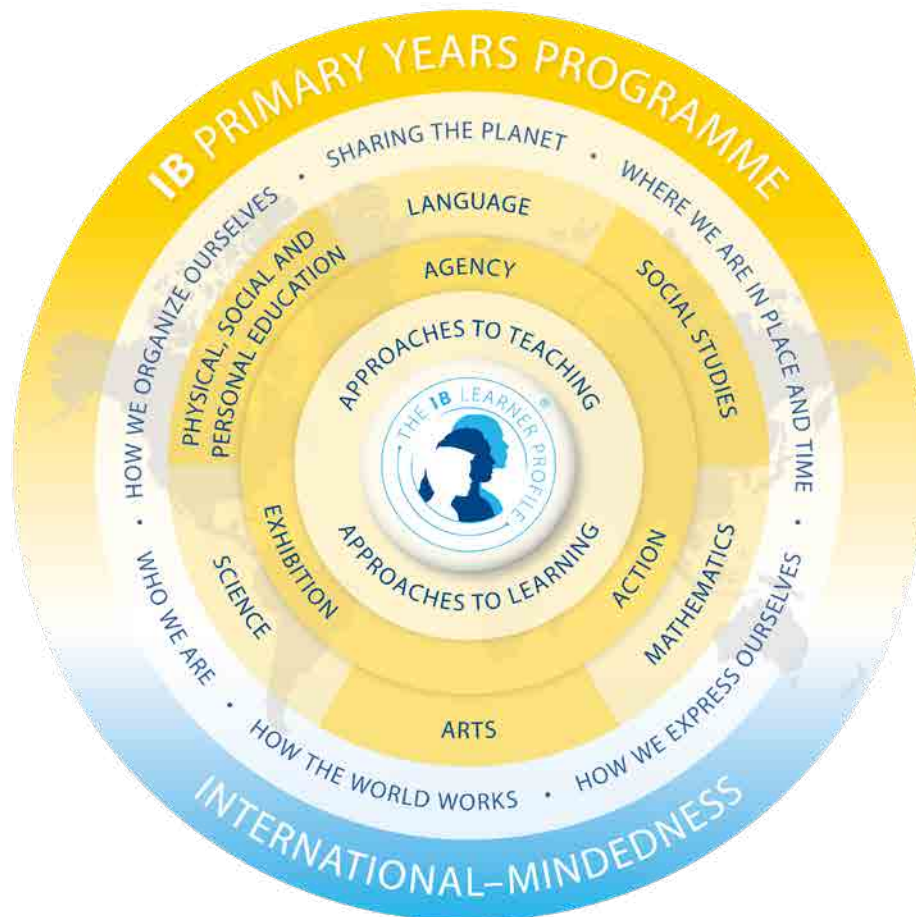 IB PRIMARY YEARS PROGRAMME
SHARING THE PLANET • WHERE WE ARE IN PLACE AND TIME • HOW WE EXPRESS OURSELVES • HOW THE WORLD WORKS • WHO WE ARE • HOW WE ORGANIZE OURSELVES •
LANGUAGE
SOCIAL STUDIES
MATHEMATICS
ARTS
SCIENCE
PHYSICAL, SOCIAL AND
PERSONAL EDUCATION
AGENCY
ACTION
EXHIBITION
APPROACHES TO TEACHING
THE IB LEARNER PROFILE ®
APPROACHES TO LEARNING
INTERNATIONAL–MINDEDNESS